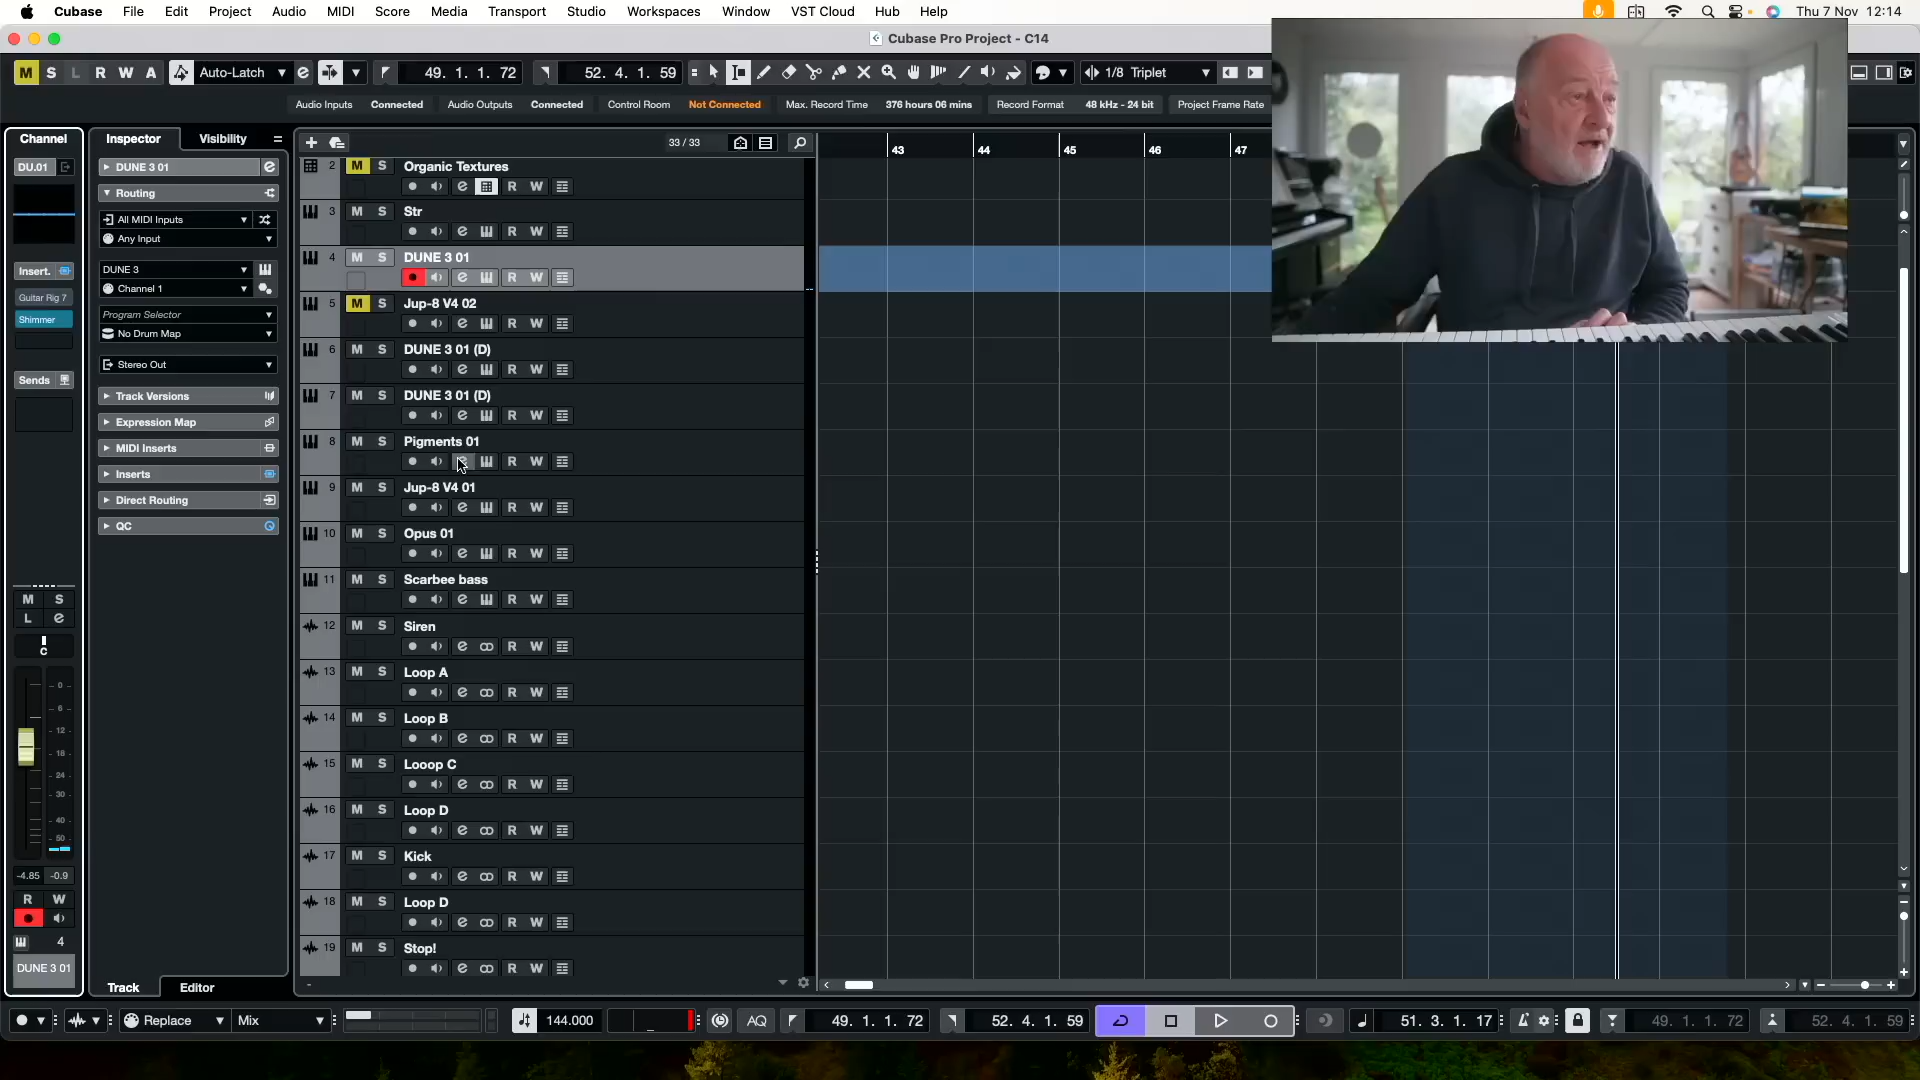 Cubase File Edit Project Audio MIDI Score Media Transport Studio Workspaces Window VST Cloud Hub Help Thu 7 Nov 12:14
Cubase Pro Project - C14
M S L R W A Auto-Latch 49. 1. 1. 72 52. 4. 1. 59 1/8 Triplet
Audio Inputs Connected Audio Outputs Connected Control Room Not Connected Max. Record Time 376 hours 06 mins Record Format 48 kHz - 24 bit Project Frame Rate
Channel
DU.01
Insert.
Guitar Rig 7
Shimmer
Sends
M S
L e
C
0
6
12
18
24
30
40
50
-4.85 -0.9
R W
4
DUNE 3 01
Inspector Visibility
DUNE 3 01
Routing
All MIDI Inputs
Any Input
DUNE 3
Channel 1
Program Selector
No Drum Map
Stereo Out
Track Versions
Expression Map
MIDI Inserts
Inserts
Direct Routing
QC
Track Editor
33 / 33
43 44 45 46 47
2 M S Organic Textures
R W
3 M S Str
R W
4 M S DUNE 3 01
R W
5 M S Jup-8 V4 02
R W
6 M S DUNE 3 01 (D)
R W
7 M S DUNE 3 01 (D)
R W
8 M S Pigments 01
R W
9 M S Jup-8 V4 01
R W
10 M S Opus 01
R W
11 M S Scarbee bass
R W
12 M S Siren
R W
13 M S Loop A
R W
14 M S Loop B
R W
15 M S Looop C
R W
16 M S Loop D
R W
17 M S Kick
R W
18 M S Loop D
R W
19 M S Stop!
R W
Replace Mix 144.000 AQ 49. 1. 1. 72 52. 4. 1. 59 51. 3. 1. 17 49. 1. 1. 72 52. 4. 1. 59